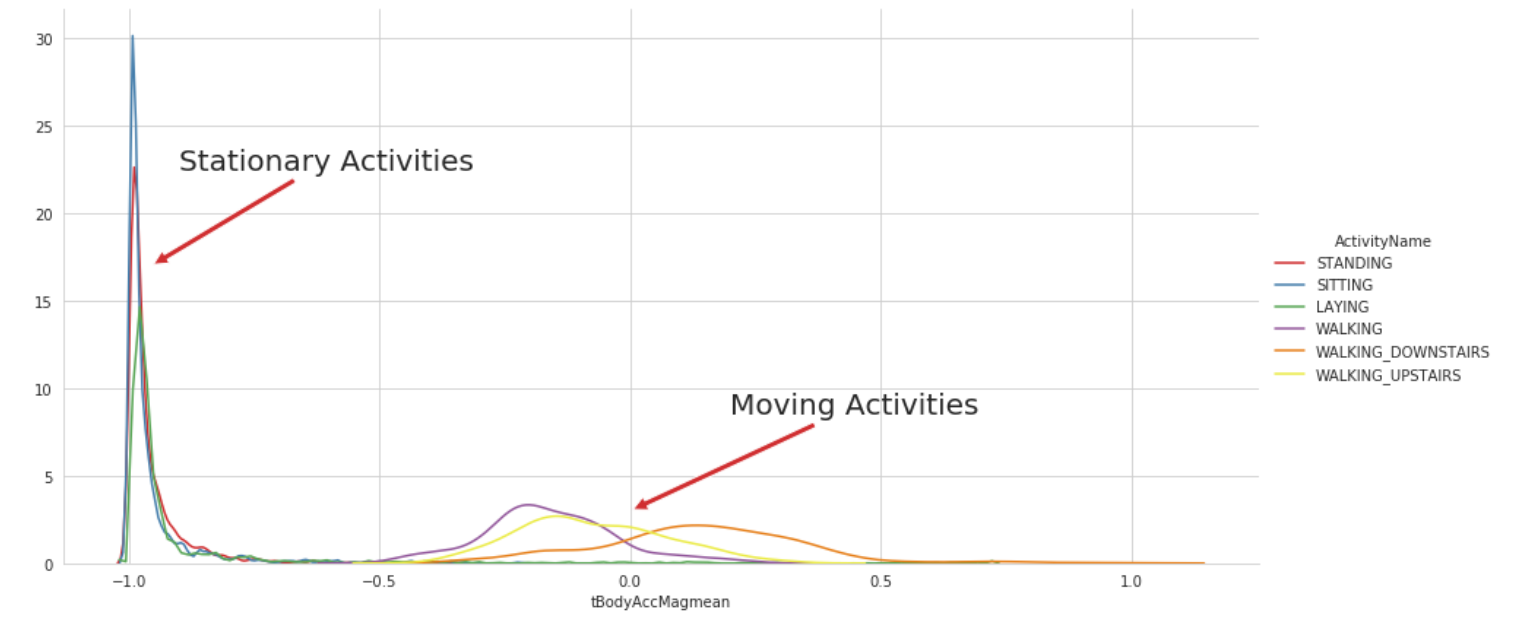 30
25
20
15
10
5
0
Stationary Activities
Moving Activities
−1.0
−0.5
0.0
0.5
1.0
tBodyAccMagmean
ActivityName
STANDING
SITTING
LAYING
WALKING
WALKING_DOWNSTAIRS
WALKING_UPSTAIRS